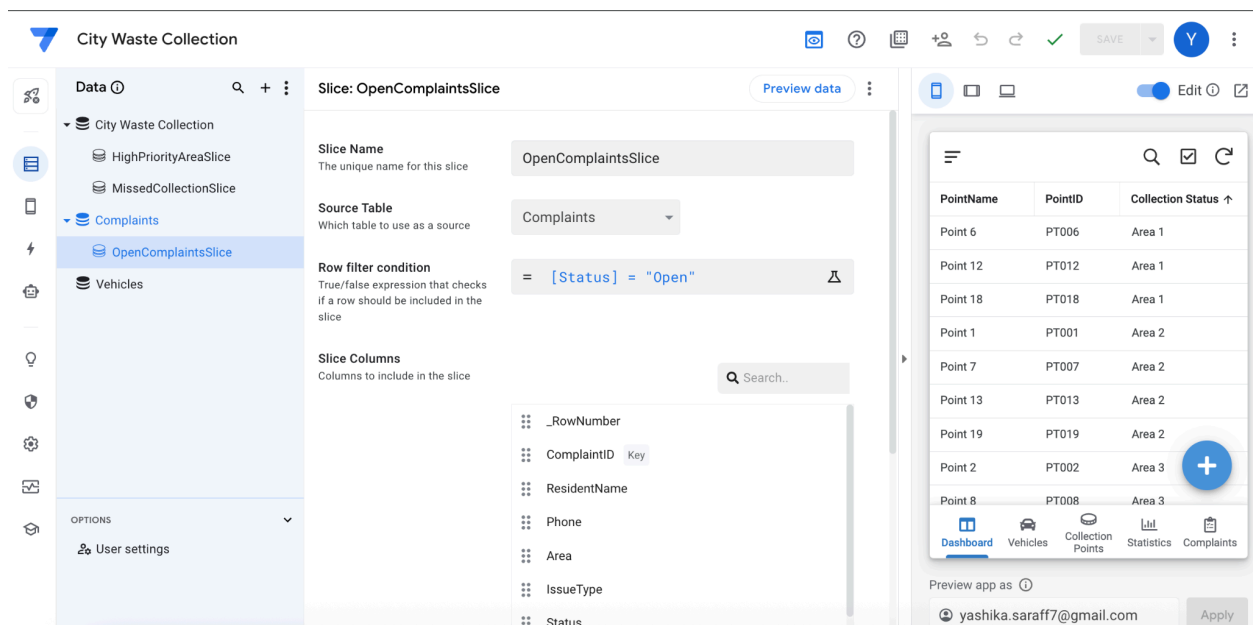 City Waste Collection
SAVE
Y
Data
City Waste Collection
HighPriorityAreaSlice
MissedCollectionSlice
Complaints
OpenComplaintsSlice
Vehicles
OPTIONS
User settings
Slice: OpenComplaintsSlice
Preview data
Slice Name
The unique name for this slice
OpenComplaintsSlice
Source Table
Which table to use as a source
Complaints
Row filter condition
True/false expression that checks
if a row should be included in the
slice
= [Status] = "Open"
Slice Columns
Columns to include in the slice
Search..
_RowNumber
ComplaintID Key
ResidentName
Phone
Area
IssueType
Status
Edit
PointName PointID Collection Status ↑
Point 6 PT006 Area 1
Point 12 PT012 Area 1
Point 18 PT018 Area 1
Point 1 PT001 Area 2
Point 7 PT007 Area 2
Point 13 PT013 Area 2
Point 19 PT019 Area 2
Point 2 PT002 Area 3
Point 8 PT008 Area 3
Dashboard
Vehicles
Collection
Points
Statistics
Complaints
Preview app as
yashika.saraff7@gmail.com
Apply